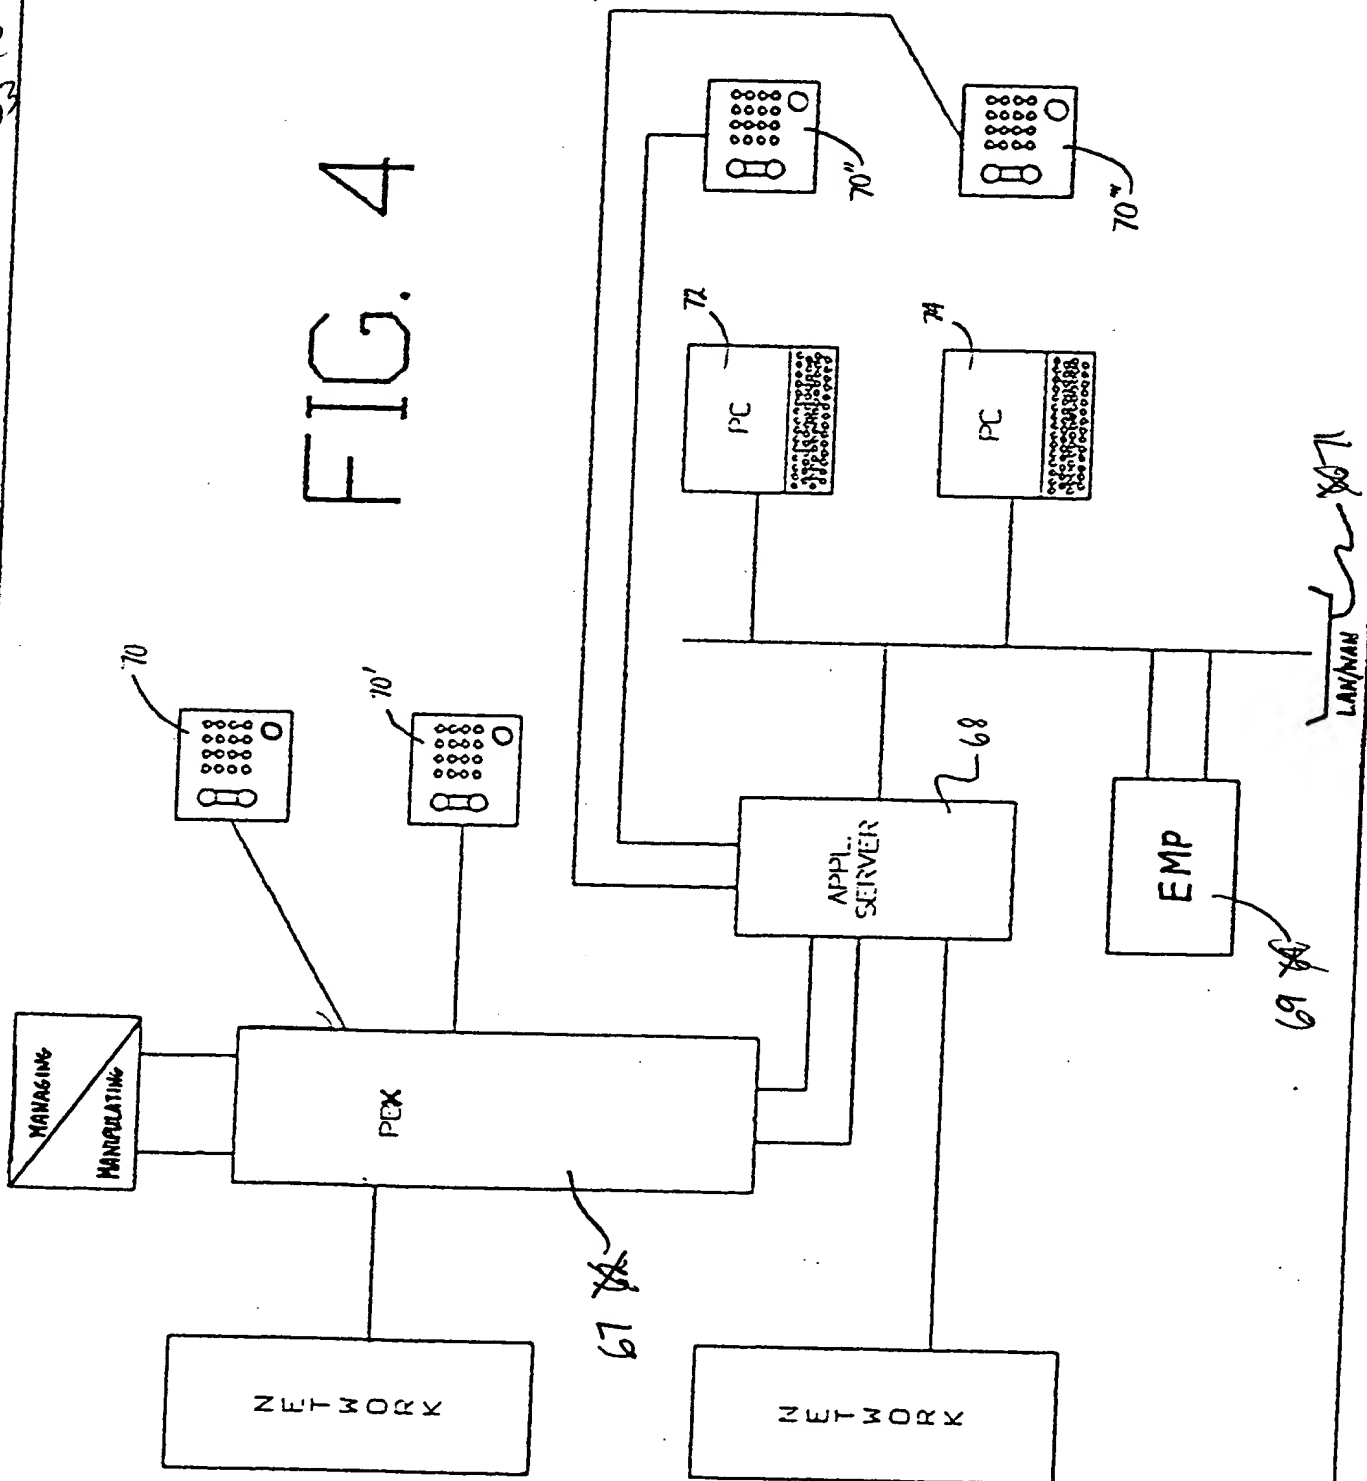 FIG. 4
NETWORK
MANAGING
MANIPULATING
PBX
67
70
70'
NETWORK
APPL.
SERVER
68
70"
70"'
PC
72
PC
74
EMP
69
LAN/WAN
71